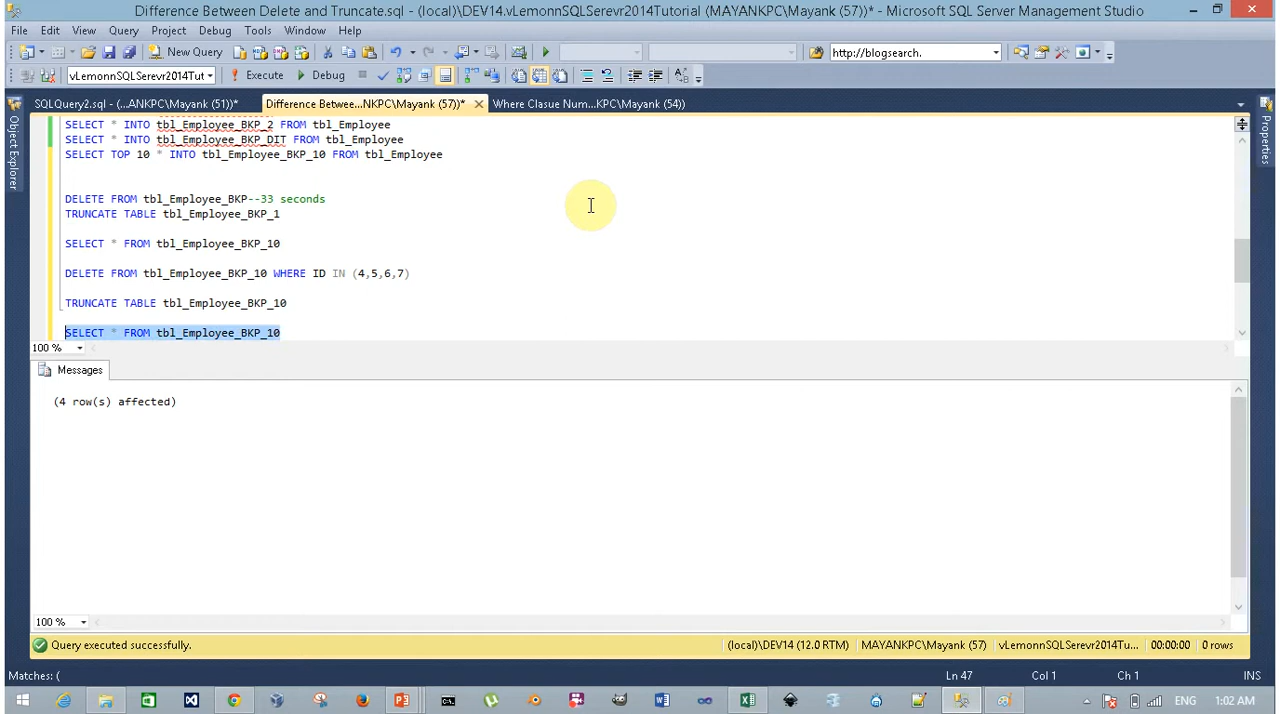 Difference Between Delete and Truncate.sql - (local)\DEV14.vLemonnSQLSerevr2014Tutorial (MAYANKPC\Mayank (57))* - Microsoft SQL Server Management Studio
File Edit View Query Project Debug Tools Window Help
New Query http://blogsearch.
vLemonnSQLSerevr2014Tut Execute Debug
SQLQuery2.sql - (...ANKPC\Mayank (51))* Difference Betwee...NKPC\Mayank (57))* Where Clasue Num...KPC\Mayank (54))
Object Explorer
Properties
SELECT * INTO tbl_Employee_BKP_2 FROM tbl_Employee
SELECT * INTO tbl_Employee_BKP_DIT FROM tbl_Employee
SELECT TOP 10 * INTO tbl_Employee_BKP_10 FROM tbl_Employee
DELETE FROM tbl_Employee_BKP--33 seconds
TRUNCATE TABLE tbl_Employee_BKP_1
SELECT * FROM tbl_Employee_BKP_10
DELETE FROM tbl_Employee_BKP_10 WHERE ID IN (4,5,6,7)
TRUNCATE TABLE tbl_Employee_BKP_10
SELECT * FROM tbl_Employee_BKP_10
100 %
Messages
(4 row(s) affected)
100 %
Query executed successfully. (local)\DEV14 (12.0 RTM) MAYANKPC\Mayank (57) vLemonnSQLSerevr2014Tu... 00:00:00 0 rows
Matches: ( Ln 47 Col 1 Ch 1 INS
ENG 1:02 AM